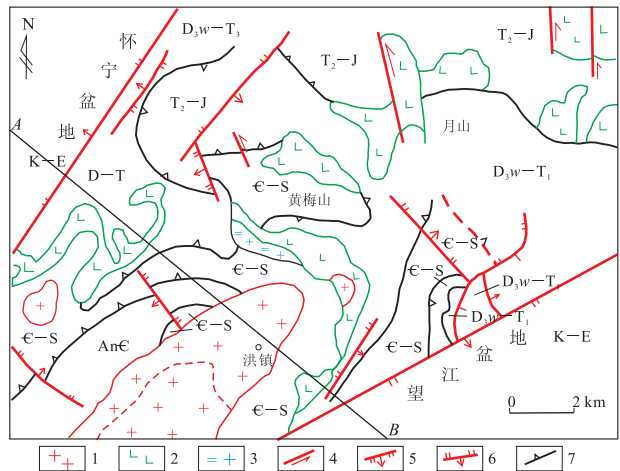 N
怀宁盆地
D₃w—T₃
T₂—J
T₂—J
T₂—J
A
K—E
D—T
月山
Є—S
黄梅山
D₃w—T₁
Є—S
Є—S
Є—S
D₃w—T₁
D₃w—T₁
Є—S
AnЄ
Є—S
洪镇
Є—S
K—E
望江盆地
Є—S
B
0 2 km
1 2 3 4 5 6 7